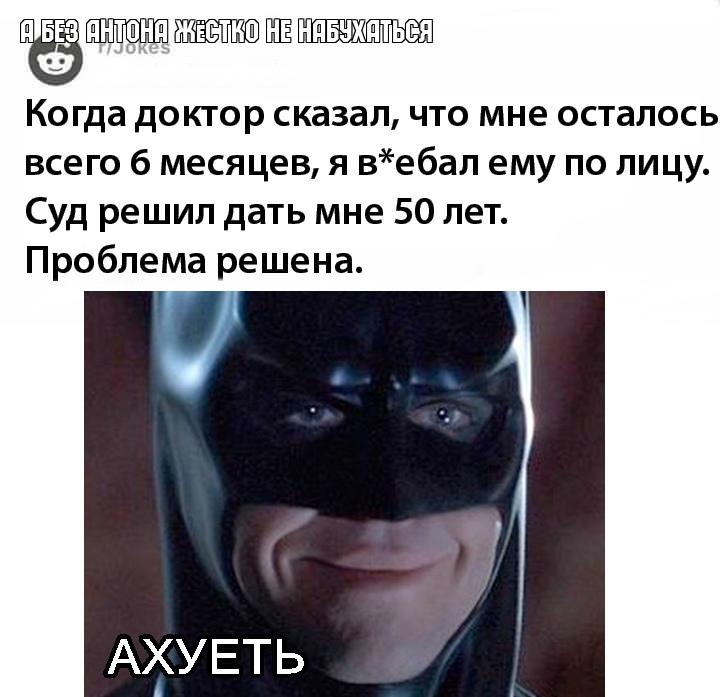 А БЕЗ АНТОНА ЖЁСТКО НЕ НАБУХАТЬСЯ
r/Jokes
Когда доктор сказал, что мне осталось
всего 6 месяцев, я в*ебал ему по лицу.
Суд решил дать мне 50 лет.
Проблема решена.
АХУЕТЬ